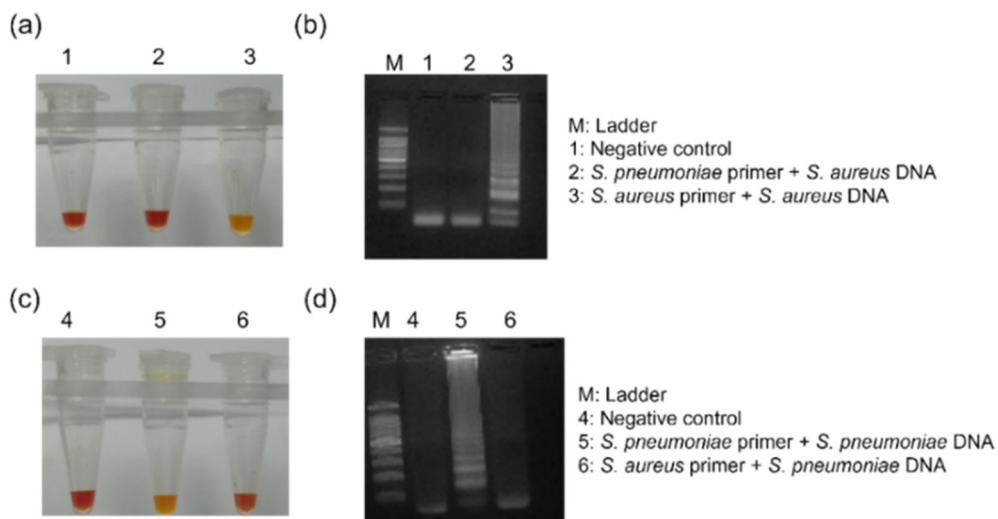 (a)
1 2 3
(b)
M 1 2 3
M: Ladder
1: Negative control
2: S. pneumoniae primer + S. aureus DNA
3: S. aureus primer + S. aureus DNA
(c)
4 5 6
(d)
M 4 5 6
M: Ladder
4: Negative control
5: S. pneumoniae primer + S. pneumoniae DNA
6: S. aureus primer + S. pneumoniae DNA